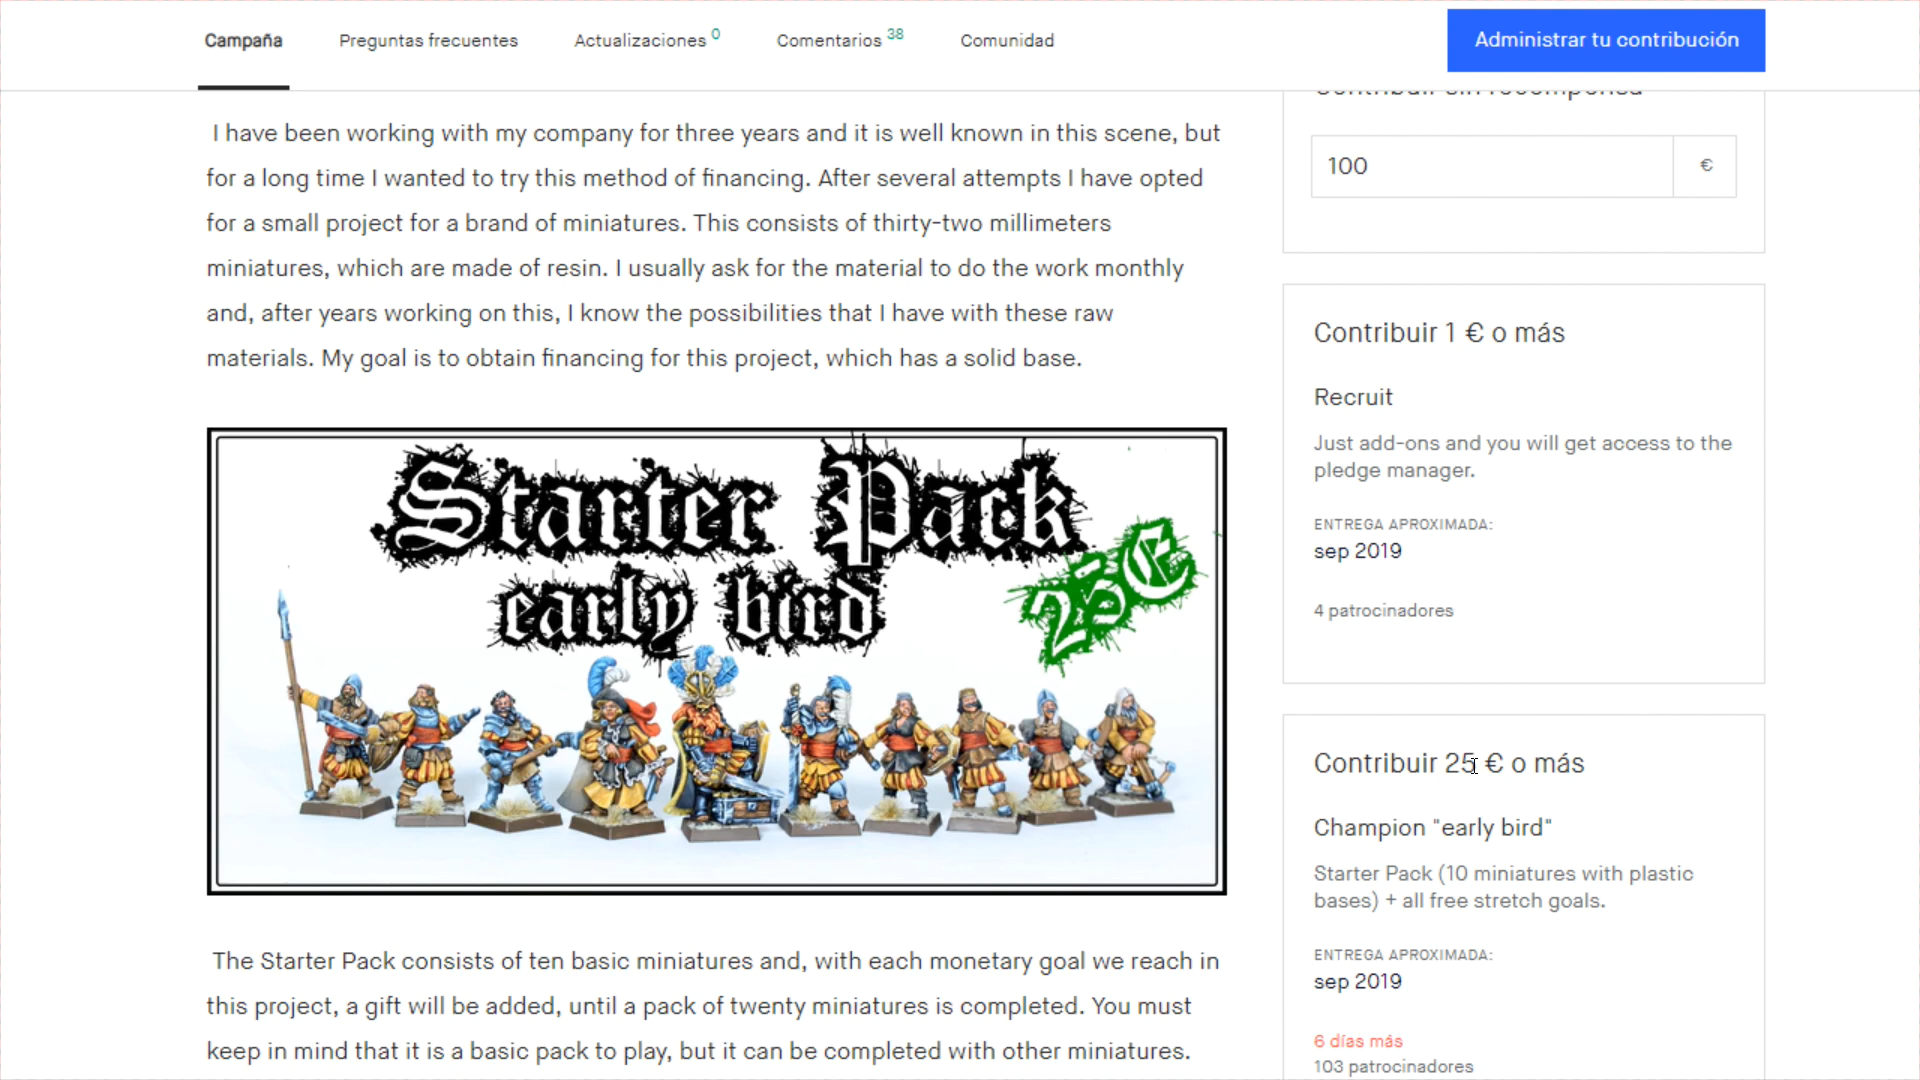 Campaña
Preguntas frecuentes
Actualizaciones 0
Comentarios 38
Comunidad
Administrar tu contribución
I have been working with my company for three years and it is well known in this scene, but
for a long time I wanted to try this method of financing. After several attempts I have opted
for a small project for a brand of miniatures. This consists of thirty-two millimeters
miniatures, which are made of resin. I usually ask for the material to do the work monthly
and, after years working on this, I know the possibilities that I have with these raw
materials. My goal is to obtain financing for this project, which has a solid base.
Starter Pack
early bird
25€
The Starter Pack consists of ten basic miniatures and, with each monetary goal we reach in
this project, a gift will be added, until a pack of twenty miniatures is completed. You must
keep in mind that it is a basic pack to play, but it can be completed with other miniatures.
Contribuir sin recompensa
100 €
Contribuir 1 € o más
Recruit
Just add-ons and you will get access to the
pledge manager.
ENTREGA APROXIMADA:
sep 2019
4 patrocinadores
Contribuir 25 € o más
Champion "early bird"
Starter Pack (10 miniatures with plastic
bases) + all free stretch goals.
ENTREGA APROXIMADA:
sep 2019
6 días más
103 patrocinadores